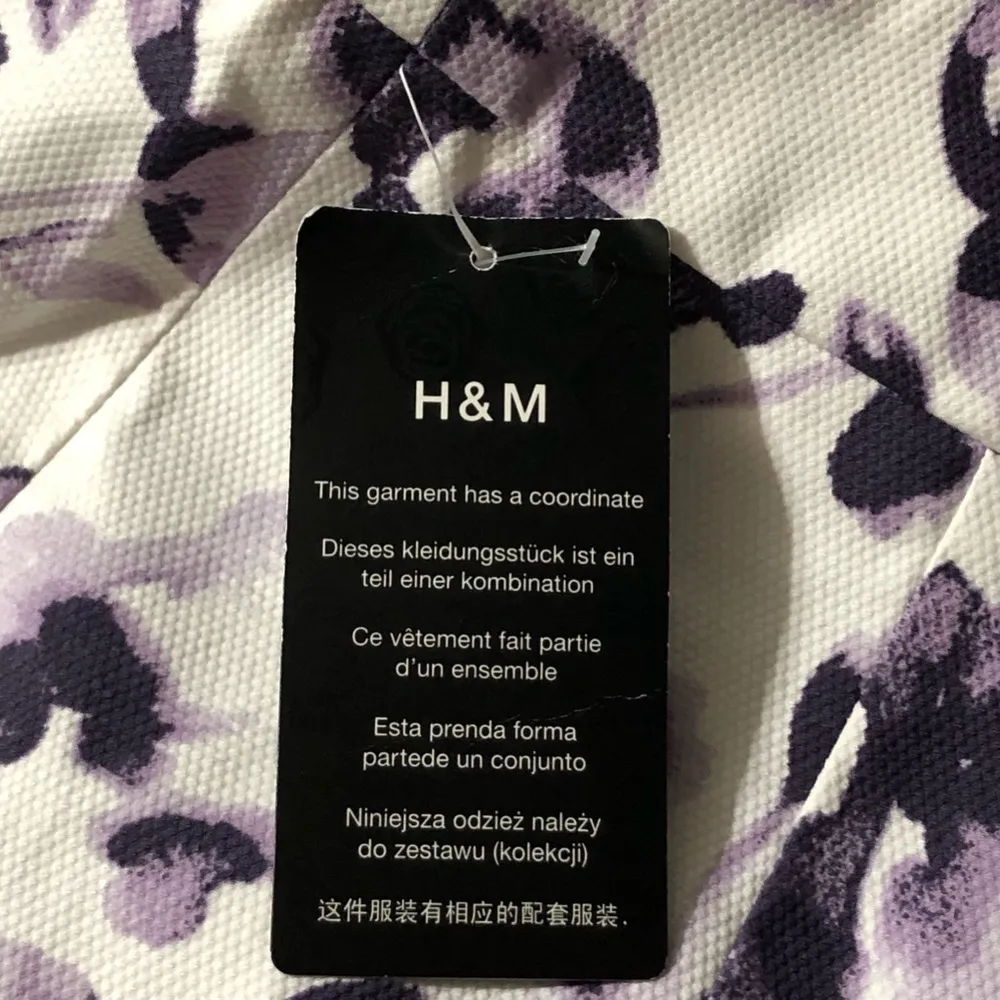 H&M
This garment has a coordinate
Dieses kleidungsstück ist ein
teil einer kombination
Ce vêtement fait partie
d'un ensemble
Esta prenda forma
partede un conjunto
Niniejsza odzież należy
do zestawu (kolekcji)
这件服装有相应的配套服装.